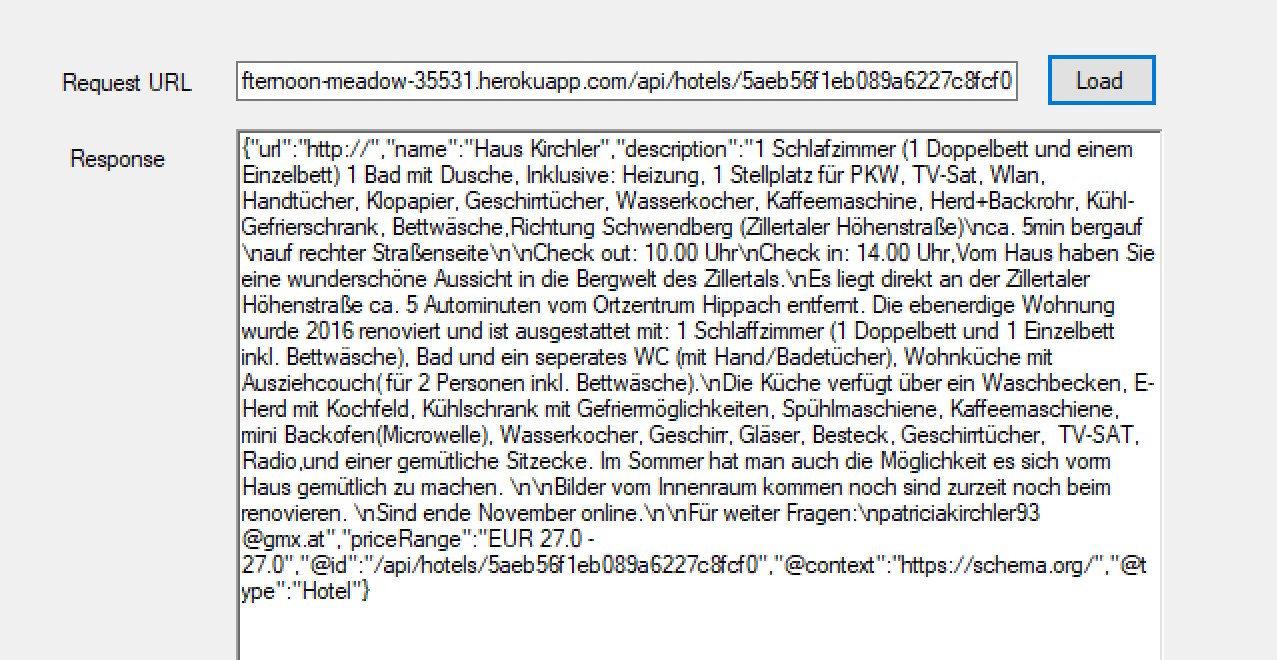 Request URL
fternoon-meadow-35531.herokuapp.com/api/hotels/5aeb56f1eb089a6227c8fcf0
Load
Response
{"url":"http://","name":"Haus Kirchler","description":"1 Schlafzimmer (1 Doppelbett und einem
Einzelbett) 1 Bad mit Dusche, Inklusive: Heizung, 1 Stellplatz für PKW, TV-Sat, Wlan,
Handtücher, Klopapier, Geschirrtücher, Wasserkocher, Kaffeemaschine, Herd+Backrohr, Kühl-
Gefrierschrank, Bettwäsche,Richtung Schwendberg (Zillertaler Höhenstraße)\nca. 5min bergauf
\nauf rechter Straßenseite\n\nCheck out: 10.00 Uhr\nCheck in: 14.00 Uhr,Vom Haus haben Sie
eine wunderschöne Aussicht in die Bergwelt des Zillertals.\nEs liegt direkt an der Zillertaler
Höhenstraße ca. 5 Autominuten vom Ortzentrum Hippach entfernt. Die ebenerdige Wohnung
wurde 2016 renoviert und ist ausgestattet mit: 1 Schlaffzimmer (1 Doppelbett und 1 Einzelbett
inkl. Bettwäsche), Bad und ein seperates WC (mit Hand/Badetücher), Wohnküche mit
Ausziehcouch( für 2 Personen inkl. Bettwäsche).\nDie Küche verfügt über ein Waschbecken, E-
Herd mit Kochfeld, Kühlschrank mit Gefriermöglichkeiten, Spühlmaschiene, Kaffeemaschiene,
mini Backofen(Microwelle), Wasserkocher, Geschirr, Gläser, Besteck, Geschirrtücher,  TV-SAT,
Radio,und einer gemütliche Sitzecke. Im Sommer hat man auch die Möglichkeit es sich vorm
Haus gemütlich zu machen. \n\nBilder vom Innenraum kommen noch sind zurzeit noch beim
renovieren. \nSind ende November online.\n\nFür weiter Fragen:\npatriciakirchler93
@gmx.at","priceRange":"EUR 27.0 -
27.0","@id":"/api/hotels/5aeb56f1eb089a6227c8fcf0","@context":"https://schema.org/","@t
ype":"Hotel"}